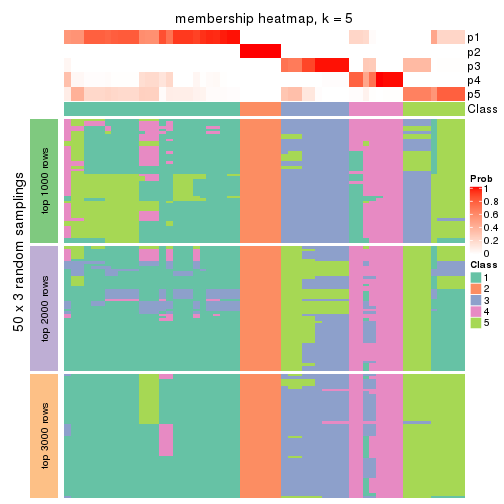 membership heatmap, k = 5
p1
p2
p3
p4
p5
Class
50 x 3 random samplings
top 1000 rows
top 2000 rows
top 3000 rows
Prob
1
0.8
0.6
0.4
0.2
0
Class
1
2
3
4
5